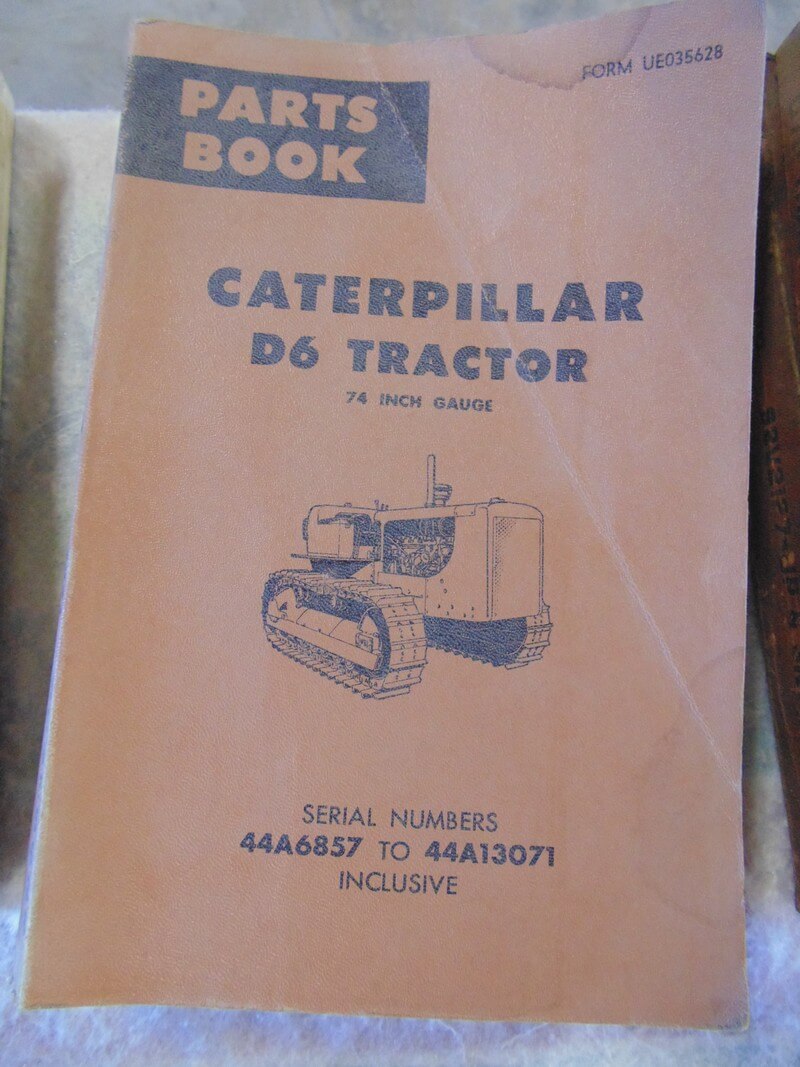 FORM UE035628
PARTS
BOOK
CATERPILLAR
D6 TRACTOR
74 INCH GAUGE
SERIAL NUMBERS
44A6857 TO 44A13071
INCLUSIVE